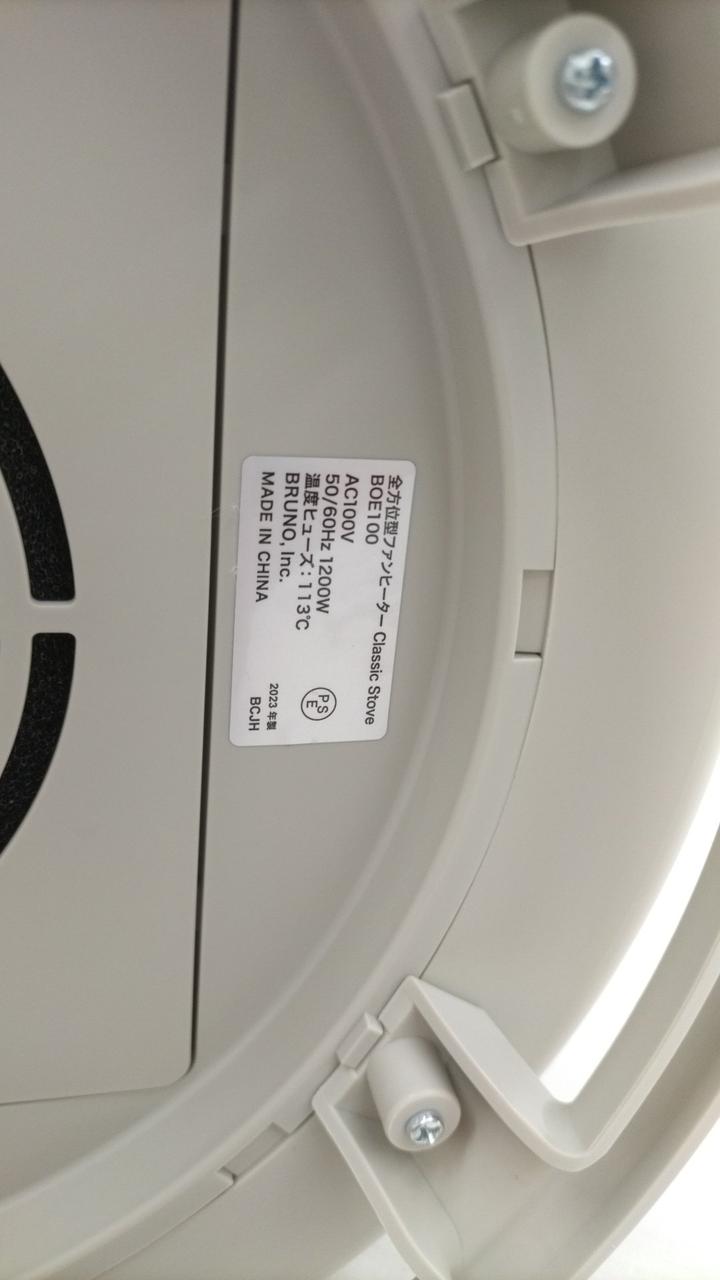 全方位型ファンヒーター Classic Stove
BOE100
AC100V
50/60Hz 1200W
温度ヒューズ：113℃
BRUNO, Inc.
MADE IN CHINA
PSE
2023 年製
BCJH